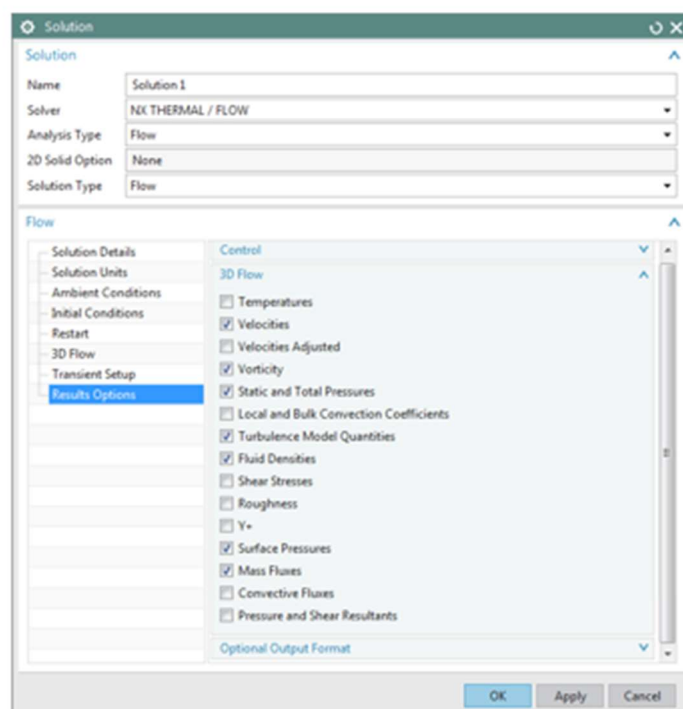 Solution
Solution
Name Solution 1
Solver NX THERMAL / FLOW
Analysis Type Flow
2D Solid Option None
Solution Type Flow
Flow
Solution Details
Solution Units
Ambient Conditions
Initial Conditions
Restart
3D Flow
Transient Setup
Results Options
Control
3D Flow
Temperatures
Velocities
Velocities Adjusted
Vorticity
Static and Total Pressures
Local and Bulk Convection Coefficients
Turbulence Model Quantities
Fluid Densities
Shear Stresses
Roughness
Y+
Surface Pressures
Mass Fluxes
Convective Fluxes
Pressure and Shear Resultants
Optional Output Format
OK Apply Cancel